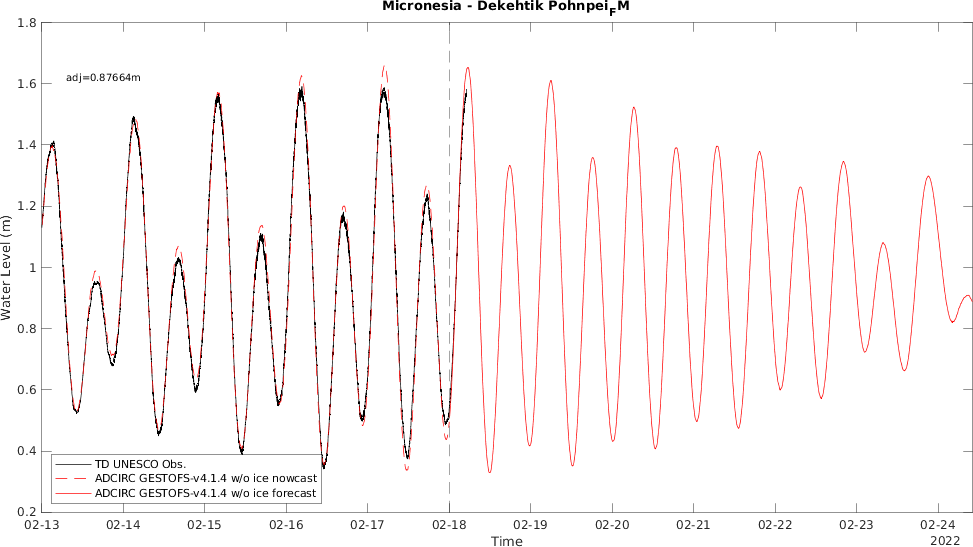 Micronesia - Dekehtik Pohnpei_FM
1.8
1.6
1.4
1.2
1
0.8
0.6
0.4
0.2
Water Level (m)
adj=0.87664m
TD UNESCO Obs.
ADCIRC GESTOFS-v4.1.4 w/o ice nowcast
ADCIRC GESTOFS-v4.1.4 w/o ice forecast
02-13 02-14 02-15 02-16 02-17 02-18 02-19 02-20 02-21 02-22 02-23 02-24
Time
2022